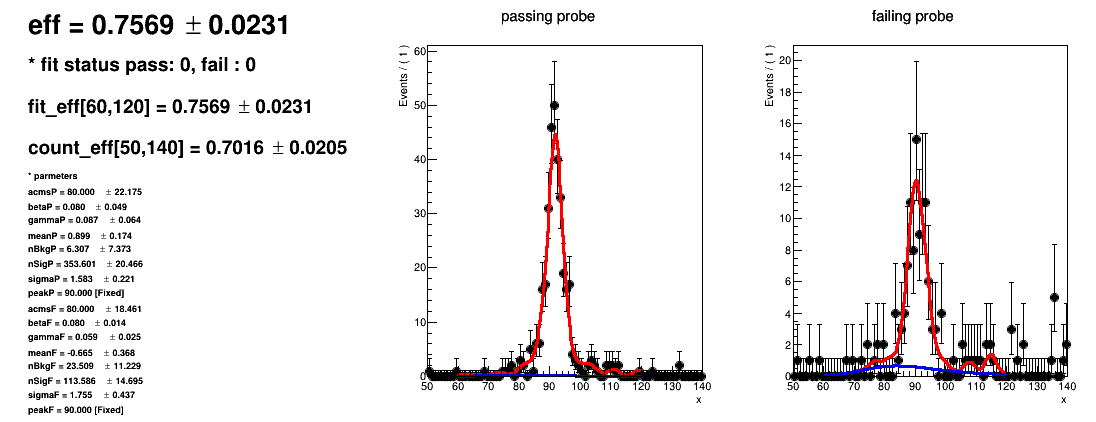 eff = 0.7569 ± 0.0231
* fit status pass: 0, fail : 0
fit_eff[60,120] = 0.7569 ± 0.0231
count_eff[50,140] = 0.7016 ± 0.0205
* parmeters
acmsP = 80.000 ± 22.175
betaP = 0.080 ± 0.049
gammaP = 0.087 ± 0.064
meanP = 0.899 ± 0.174
nBkgP = 6.307 ± 7.373
nSigP = 353.601 ± 20.466
sigmaP = 1.583 ± 0.221
peakP = 90.000 [Fixed]
acmsF = 80.000 ± 18.461
betaF = 0.080 ± 0.014
gammaF = 0.059 ± 0.025
meanF = -0.665 ± 0.368
nBkgF = 23.509 ± 11.229
nSigF = 113.586 ± 14.695
sigmaF = 1.755 ± 0.437
peakF = 90.000 [Fixed]
passing probe
Events / ( 1 )
60
50
40
30
20
10
0
50 60 70 80 90 100 110 120 130 140
x
failing probe
Events / ( 1 )
20
18
16
14
12
10
8
6
4
2
0
50 60 70 80 90 100 110 120 130 140
x